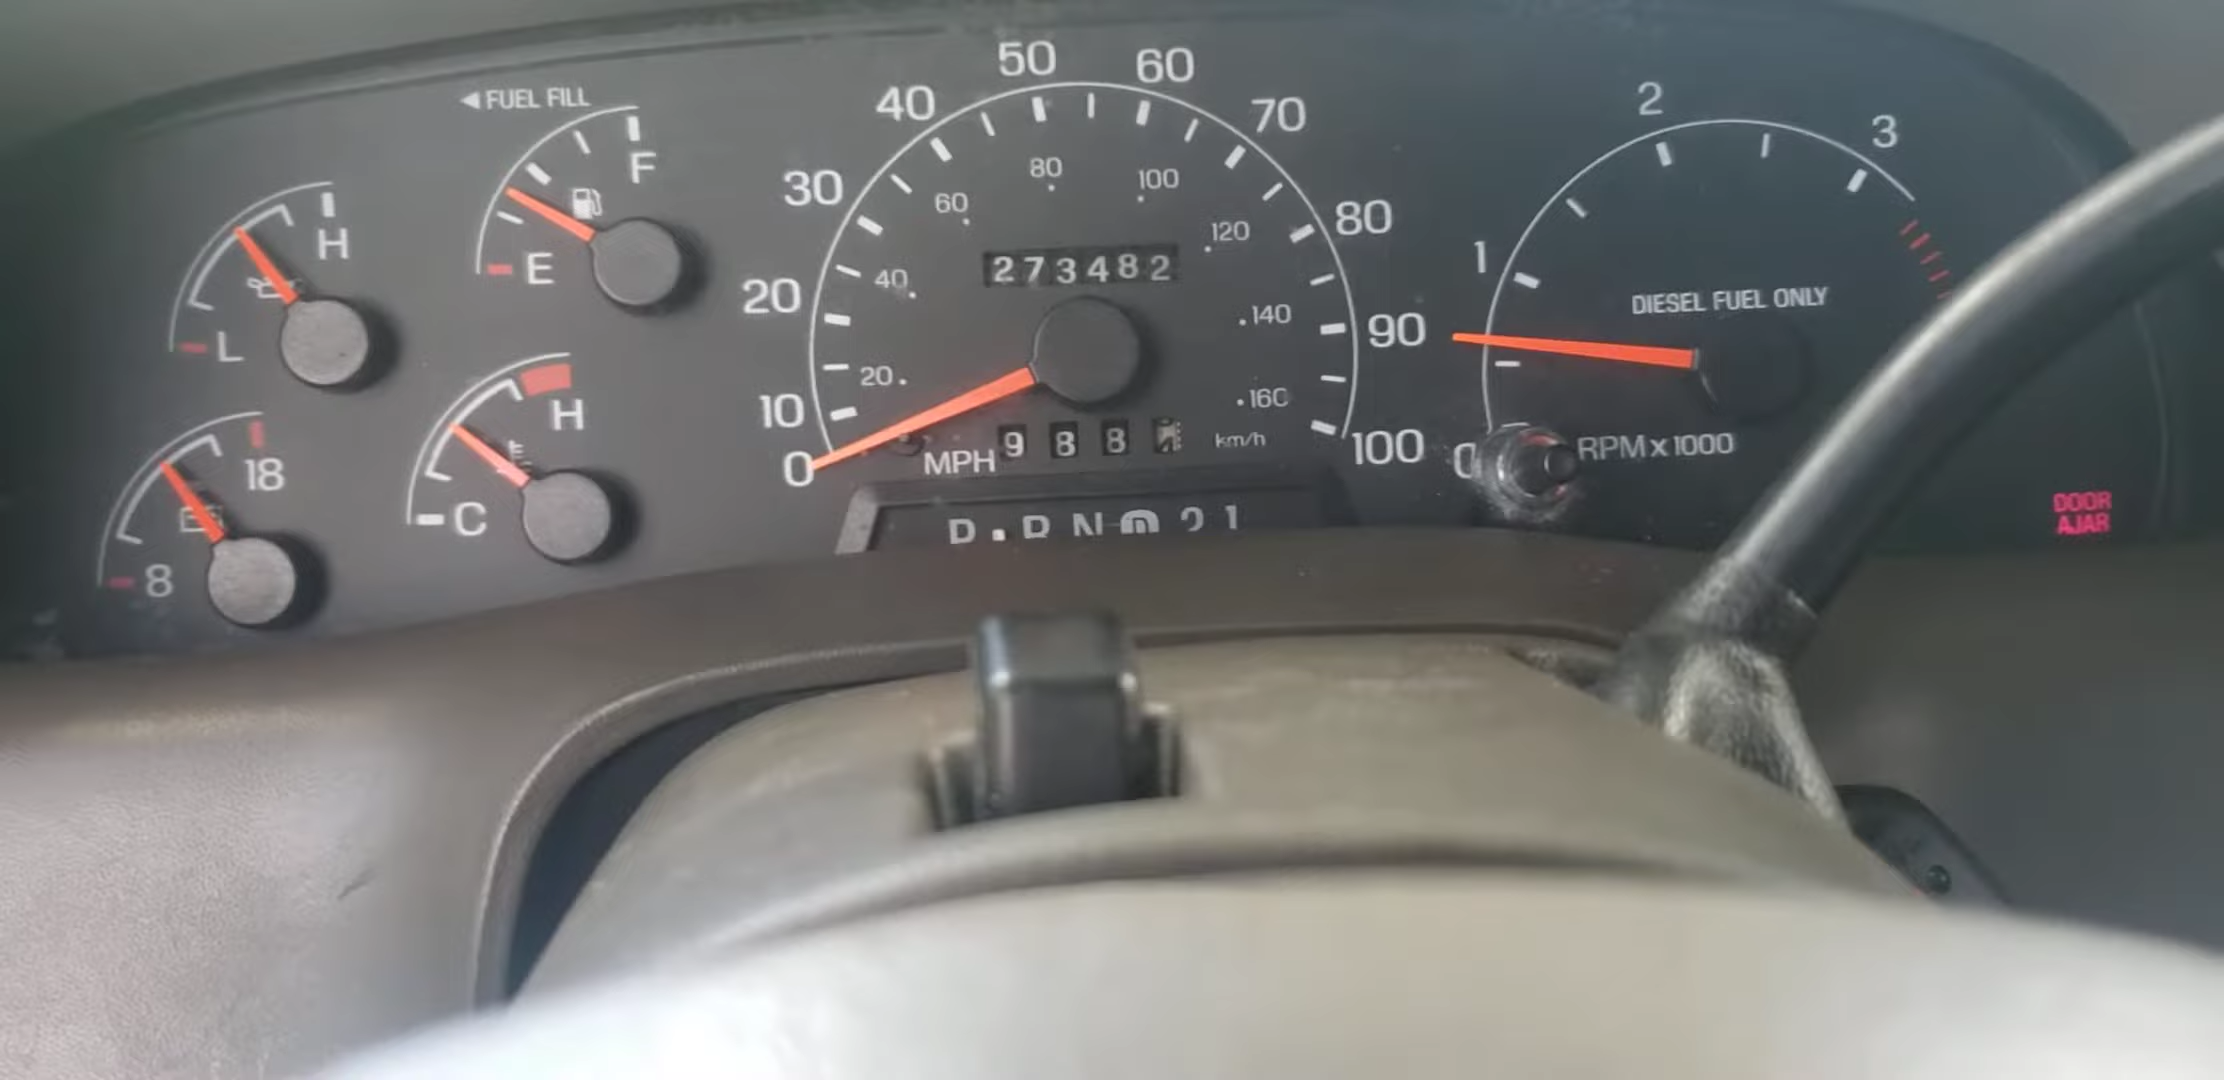 ◄ FUEL FILL
F
E
H
L
18
8
H
C
0
10
20
30
40
50
60
70
80
90
100
20
40
60
80
100
120
140
160
273482
MPH
988
km/h
P R N D 2 1
0
1
2
3
DIESEL FUEL ONLY
RPM x 1000
DOOR
AJAR